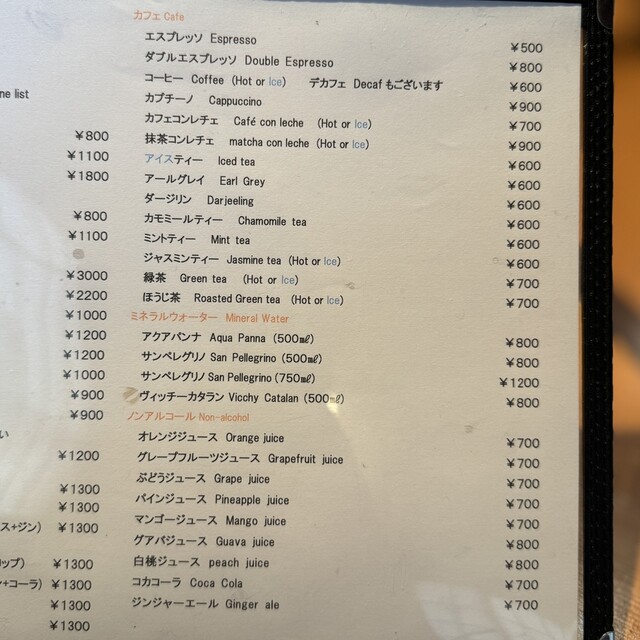 ne list
¥800
¥1100
¥1800
¥800
¥1100
¥3000
¥2200
¥1000
¥1200
¥1200
¥1000
¥900
¥900
い
¥1200
¥1300
¥1300
ス+ジン) ¥1300
ップ) ¥1300
+コーラ) ¥1300
¥1300
¥1300
カフェ Cafe
エスプレッソ Espresso ¥500
ダブルエスプレッソ Double Espresso ¥800
コーヒー Coffee (Hot or Ice) デカフェ Decaf もございます ¥600
カプチーノ Cappuccino ¥900
カフェコンレチェ Café con leche (Hot or Ice) ¥700
抹茶コンレチェ matcha con leche (Hot or Ice) ¥900
アイスティー Iced tea ¥600
アールグレイ Earl Grey ¥600
ダージリン Darjeeling ¥600
カモミールティー Chamomile tea ¥600
ミントティー Mint tea ¥600
ジャスミンティー Jasmine tea (Hot or Ice) ¥600
緑茶 Green tea (Hot or Ice) ¥700
ほうじ茶 Roasted Green tea (Hot or Ice) ¥700
ミネラルウォーター Mineral Water
アクアパンナ Aqua Panna (500㎖) ¥800
サンペレグリノ San Pellegrino (500㎖) ¥800
サンペレグリノ San Pellegrino (750㎖) ¥1200
ヴィッチーカタラン Vicchy Catalan (500㎖) ¥800
ノンアルコール Non-alcohol
オレンジジュース Orange juice ¥700
グレープフルーツジュース Grapefruit juice ¥700
ぶどうジュース Grape juice ¥700
パインジュース Pineapple juice ¥700
マンゴージュース Mango juice ¥700
グアバジュース Guava juice ¥800
白桃ジュース peach juice ¥800
コカコーラ Coca Cola ¥700
ジンジャーエール Ginger ale ¥700